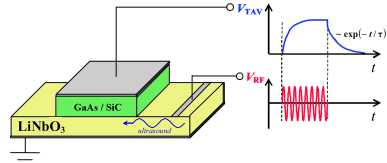 V_TAV
~ exp(−t/τ)
t
V_RF
GaAs / SiC
LiNbO₃
ultrasound
t